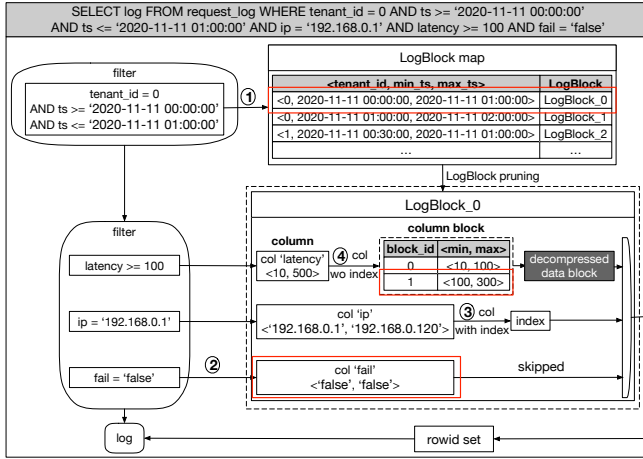 SELECT log FROM request_log WHERE tenant_id = 0 AND ts >= ‘2020-11-11 00:00:00’
AND ts <= ‘2020-11-11 01:00:00’ AND ip = ‘192.168.0.1’ AND latency >= 100 AND fail = ‘false’
filter
tenant_id = 0
AND ts >= ‘2020-11-11 00:00:00’
AND ts <= ‘2020-11-11 01:00:00’
1
LogBlock map
<tenant_id, min_ts, max_ts> LogBlock
<0, 2020-11-11 00:00:00, 2020-11-11 01:00:00> LogBlock_0
<0, 2020-11-11 01:00:00, 2020-11-11 02:00:00> LogBlock_1
<1, 2020-11-11 00:30:00, 2020-11-11 01:00:00> LogBlock_2
... ...
LogBlock pruning
filter
latency >= 100
ip = ‘192.168.0.1’
fail = ‘false’
2
LogBlock_0
column
col ‘latency’
<10, 500>
4 col
wo index
column block
block_id <min, max>
0 <10, 100>
1 <100, 300>
decompressed
data block
col ‘ip’
<‘192.168.0.1’, ‘192.168.0.120’>
3 col
with index
index
col ‘fail’
<‘false’, ‘false’>
skipped
log
rowid set